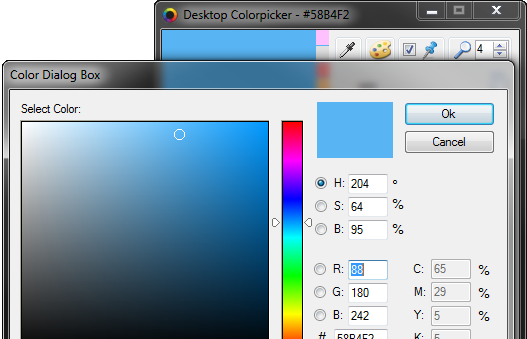 Desktop Colorpicker - #58B4F2
4
Color Dialog Box
Select Color:
Ok
Cancel
H: 204 °
S: 64 %
B: 95 %
R: 88 C: 65 %
G: 180 M: 29 %
B: 242 Y: 5 %
# 58B4F2 K: 5